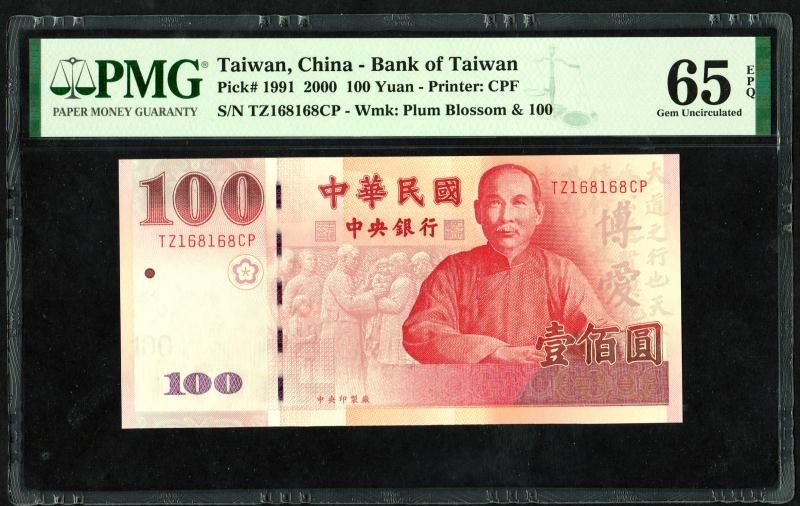 PMG
PAPER MONEY GUARANTY
Taiwan, China - Bank of Taiwan
Pick# 1991 2000 100 Yuan - Printer: CPF
S/N TZ168168CP - Wmk: Plum Blossom & 100
65 EPQ
Gem Uncirculated
100
中華民國
TZ168168CP
中央銀行
TZ168168CP
博愛
大道之行也天
壹佰圓
100
中央印製廠